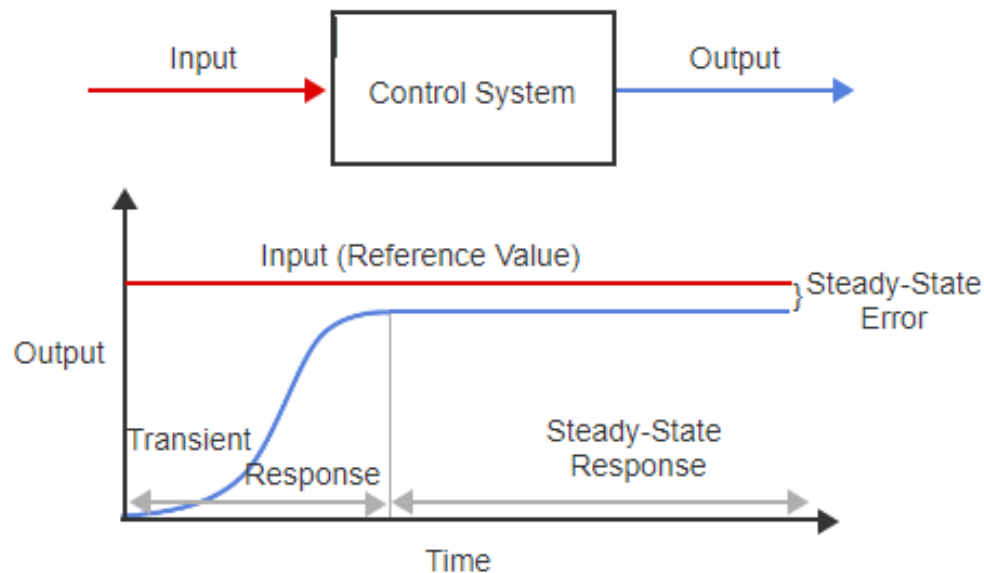 Input
Output
Control System
Input (Reference Value)
}Steady-State
Error
Output
Transient
Response
Steady-State
Response
Time